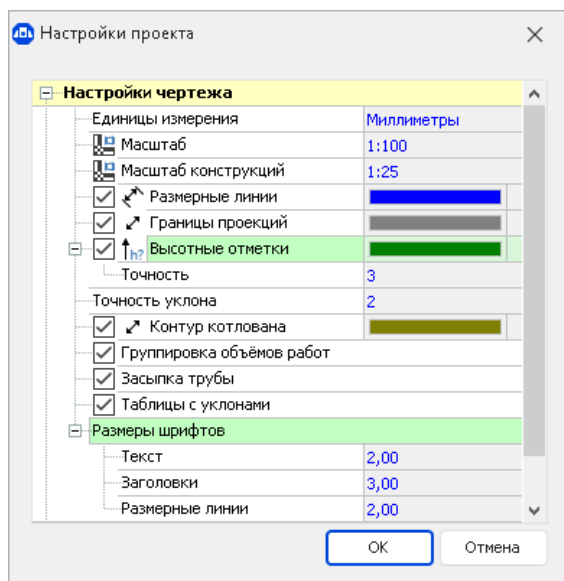 Настройки проекта
Настройки чертежа
Единицы измерения Миллиметры
Масштаб 1:100
Масштаб конструкций 1:25
Размерные линии
Границы проекций
h? Высотные отметки
Точность 3
Точность уклона 2
Контур котлована
Группировка объёмов работ
Засыпка трубы
Таблицы с уклонами
Размеры шрифтов
Текст 2,00
Заголовки 3,00
Размерные линии 2,00
OK Отмена